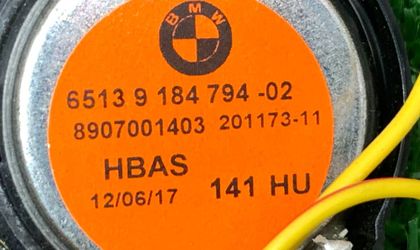 BMW
6513 9 184 794 -02
8907001403 201173-11
HBAS
12/06/17 141 HU